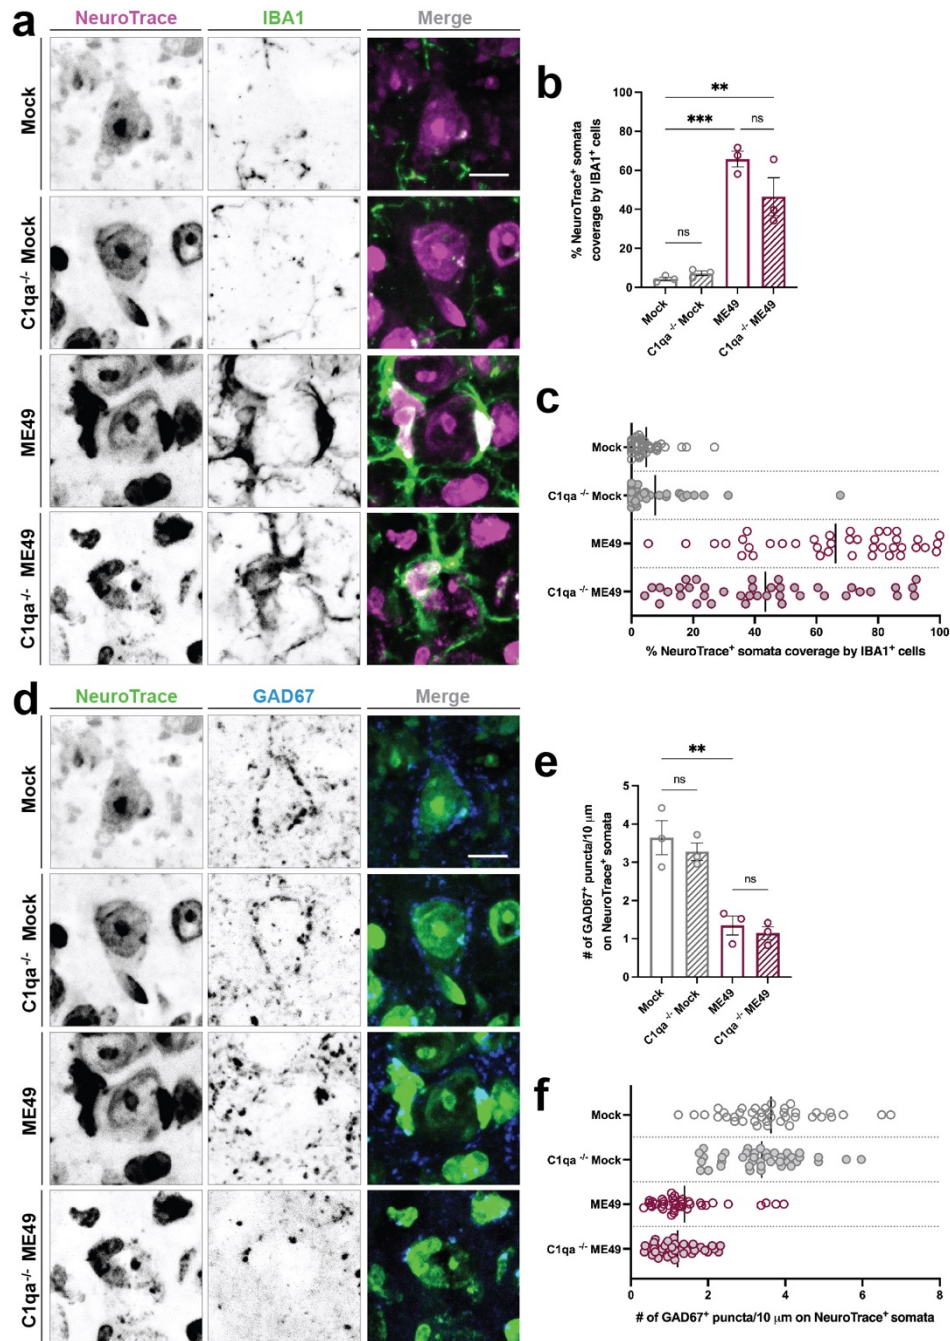 a
NeuroTrace IBA1 Merge
Mock
C1qa-/- Mock
ME49
C1qa-/- ME49
b
% NeuroTrace+ somata
coverage by IBA1+ cells
100
80
60
40
20
0
**
*** ns
ns
Mock
C1qa -/- Mock
ME49
C1qa -/- ME49
c
Mock
C1qa -/- Mock
ME49
C1qa -/- ME49
0 20 40 60 80 100
% NeuroTrace+ somata coverage by IBA1+ cells
d
NeuroTrace GAD67 Merge
Mock
C1qa-/- Mock
ME49
C1qa-/- ME49
e
# of GAD67+ puncta/10 μm
on NeuroTrace+ somata
5
4
3
2
1
0
**
ns
ns
Mock
C1qa -/- Mock
ME49
C1qa -/- ME49
f
Mock
C1qa -/- Mock
ME49
C1qa -/- ME49
0 2 4 6 8
# of GAD67+ puncta/10 μm on NeuroTrace+ somata